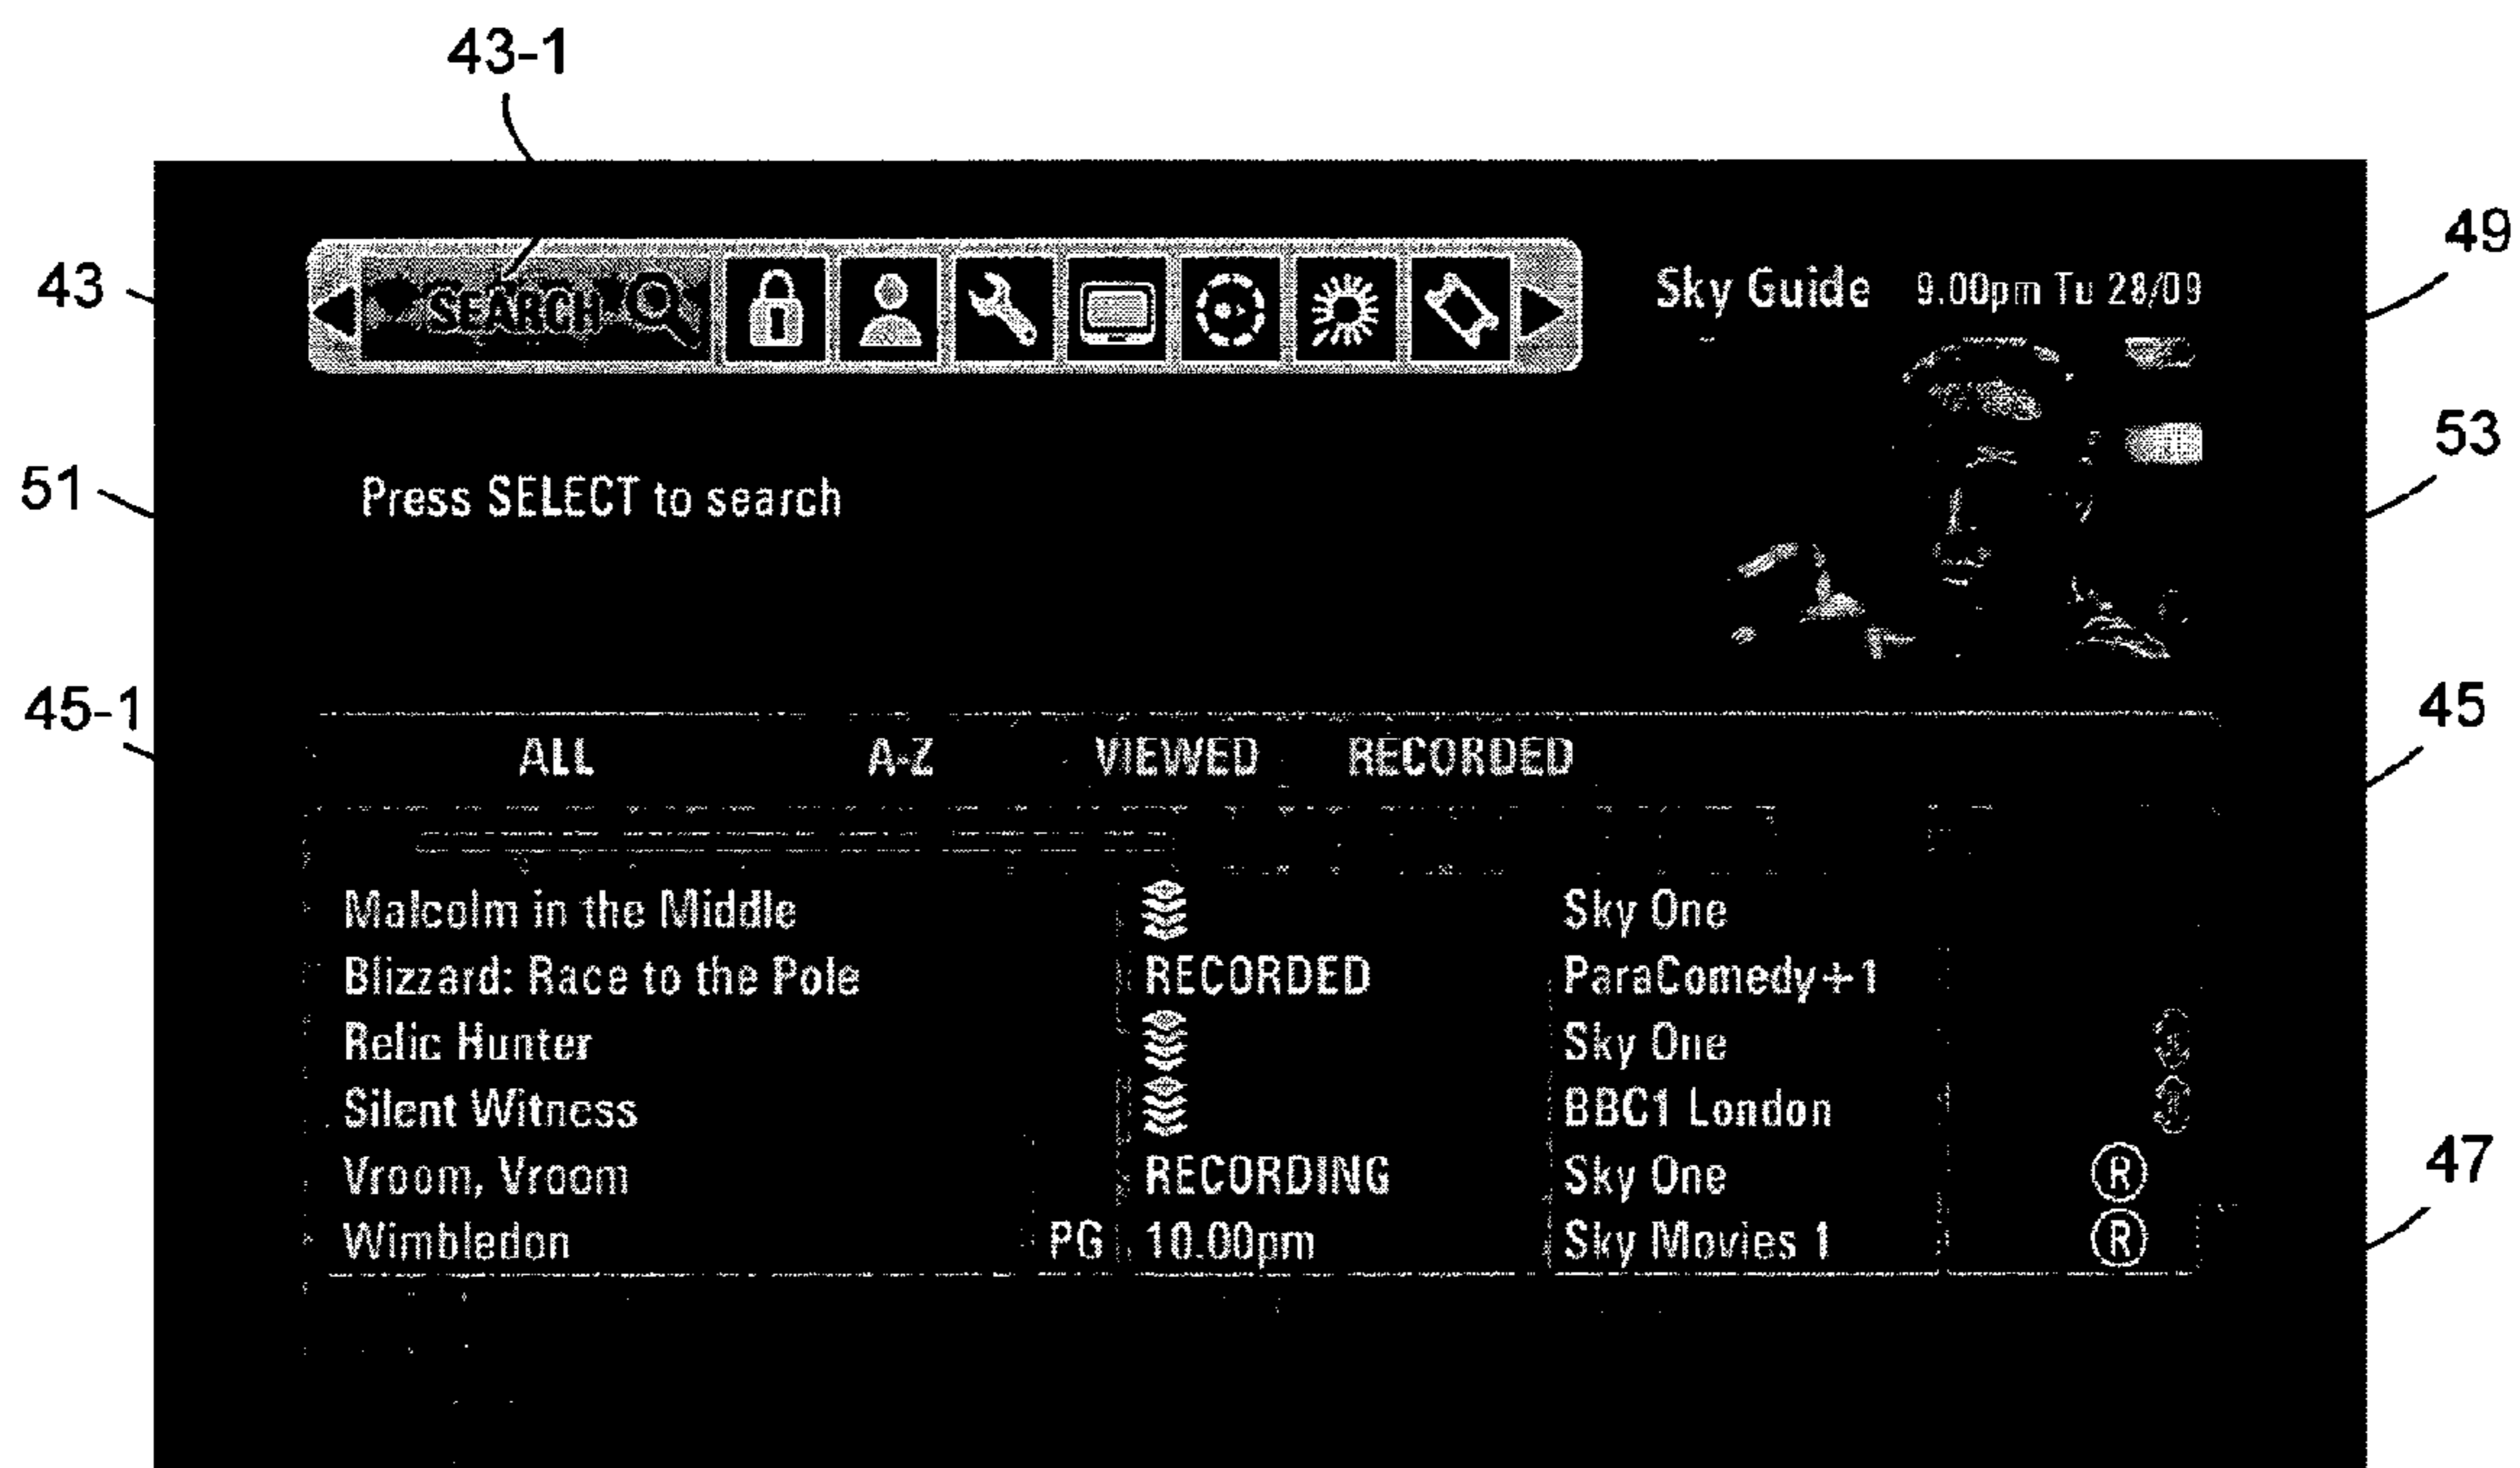 43-1
43
SEARCH
Sky Guide 9.00pm Tu 28/09
49
51
Press SELECT to search
53
45-1
ALL A-Z VIEWED RECORDED
45
Malcolm in the Middle Sky One
Blizzard: Race to the Pole RECORDED ParaComedy+1
Relic Hunter Sky One
Silent Witness BBC1 London
Vroom, Vroom RECORDING Sky One R
47
Wimbledon PG 10.00pm Sky Movies 1 R